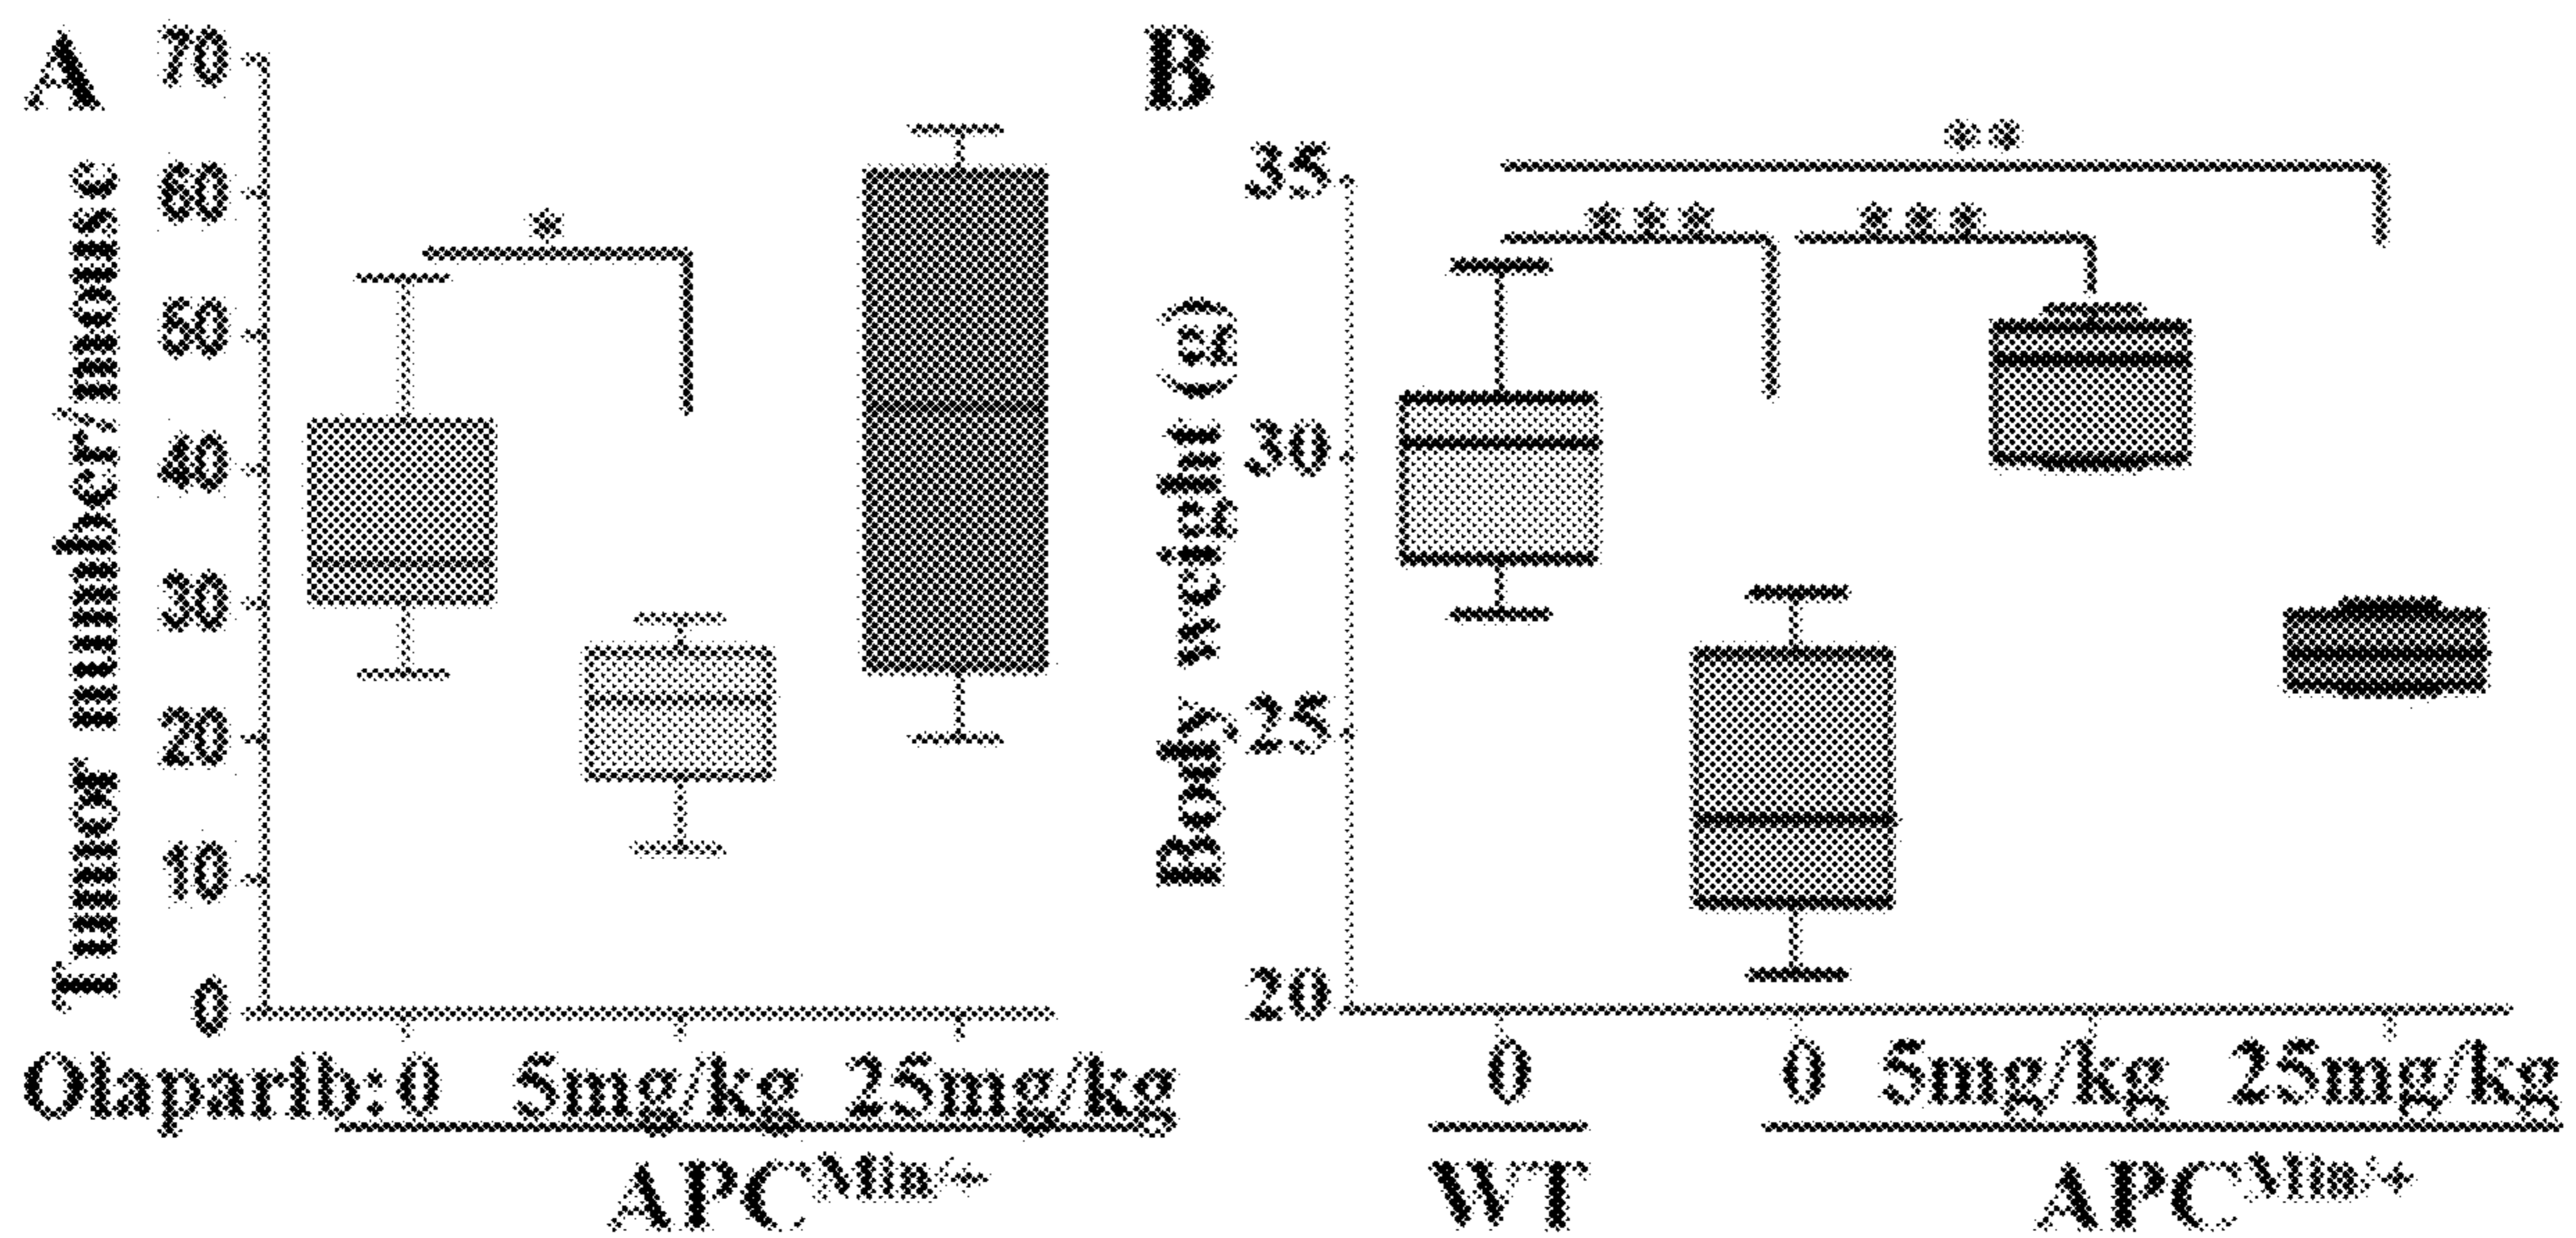 A
70
60
50
40
30
20
10
0
Tumor number/mouse
*
Olaparib: 0 5mg/kg 25mg/kg
APC^Min/+
B
35
30
25
20
Body weight (g)
**
*** ***
0 0 5mg/kg 25mg/kg
WT APC^Min/+